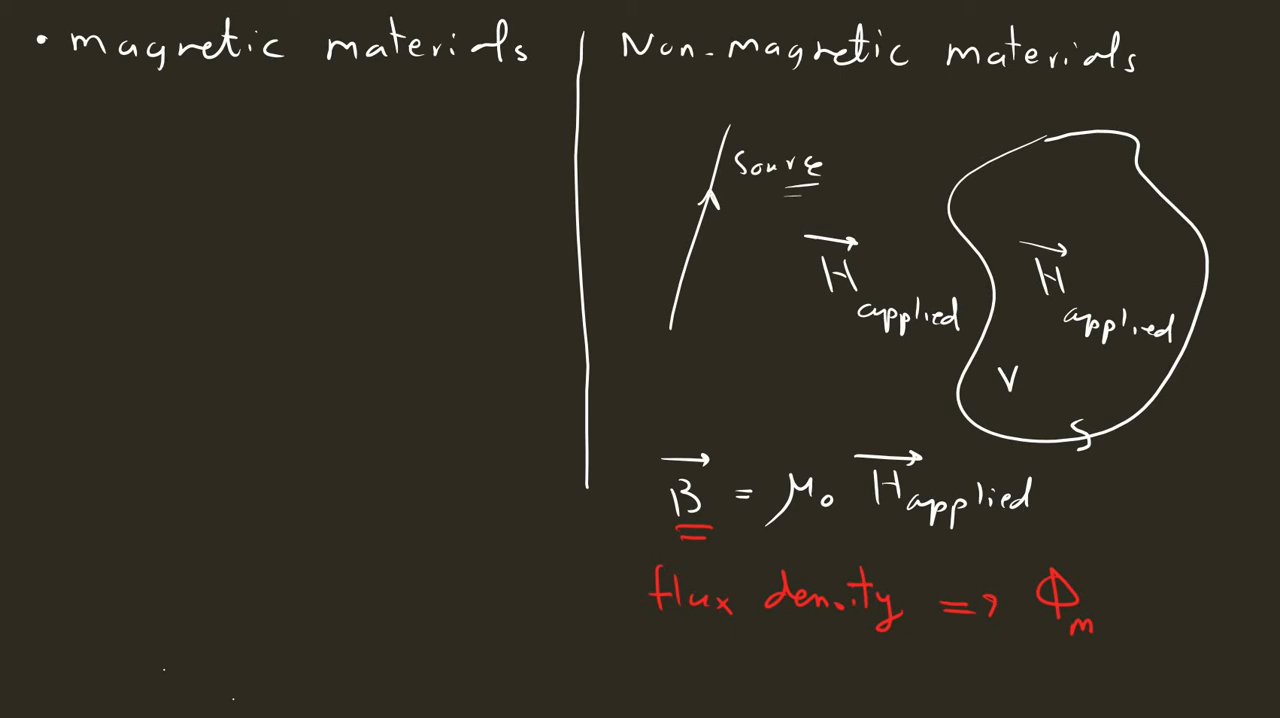 • magnetic materials
Non-magnetic materials
Source
H applied
H applied
V
S
B = μ₀ H applied
flux density => Φm